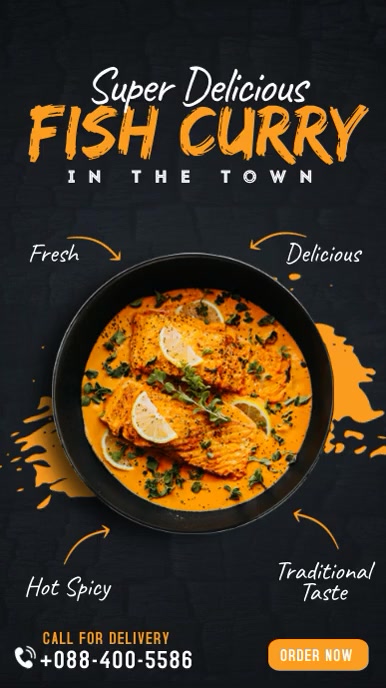 Super Delicious
FISH CURRY
IN THE TOWN
Fresh
Delicious
Hot Spicy
Traditional
Taste
CALL FOR DELIVERY
+088-400-5586
ORDER NOW